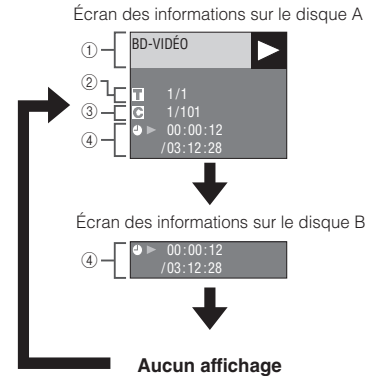 Écran des informations sur le disque A
① BD-VIDÉO
② T 1/1
③ C 1/101
④ 00:00:12
/03:12:28
Écran des informations sur le disque B
④ 00:00:12
/03:12:28
Aucun affichage